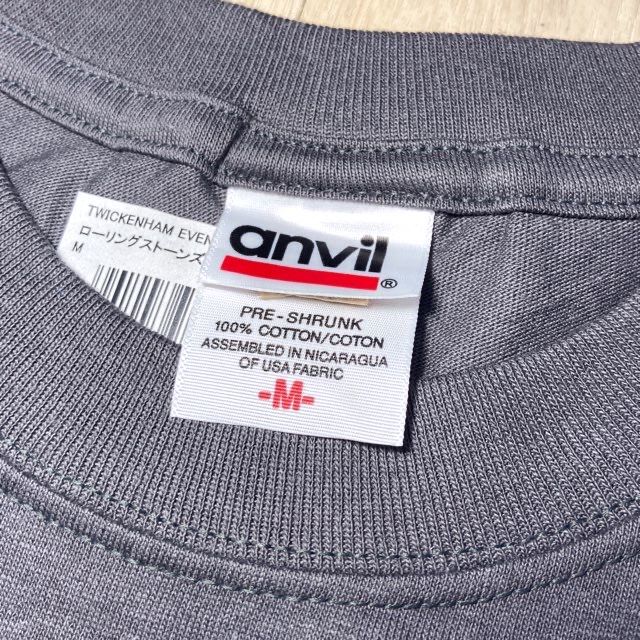 TWICKENHAM EVEN
ローリングストーンズ
M
anvil
®
PRE-SHRUNK
100% COTTON/COTON
ASSEMBLED IN NICARAGUA
OF USA FABRIC
-M-